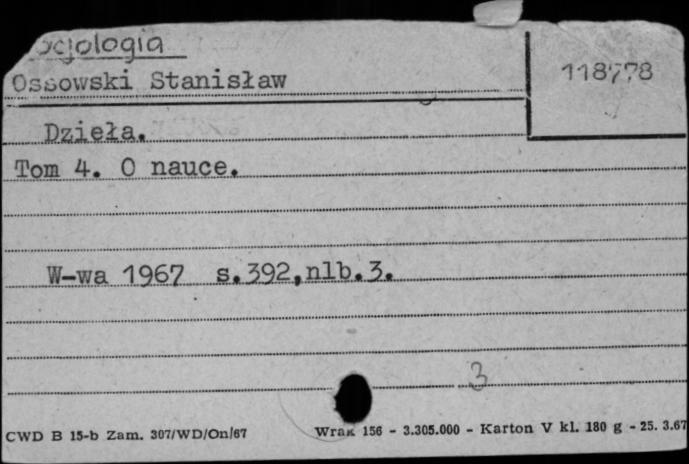 ocjologia
118778
Ossowski Stanisław
Dzieła.
Tom 4. O nauce.
W-wa 1967 s.392,nlb.3.
3
CWD B 15-b Zam. 307/WD/On/67 Wrak 156 - 3.305.000 - Karton V kl. 180 g - 25. 3.67